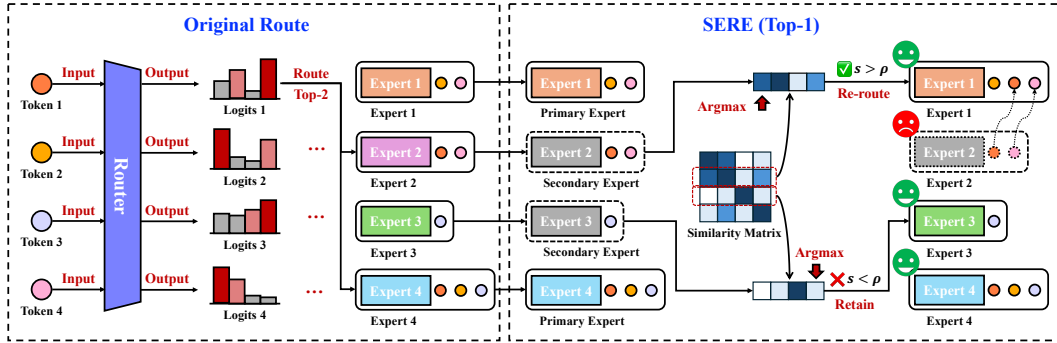 Original Route
SERE (Top-1)
Input
Output
Token 1
Logits 1
Route
Top-2
Expert 1
Expert 1
Expert 1
Primary Expert
Argmax
s > ρ
Re-route
Expert 1
Expert 1
Input
Output
Token 2
Logits 2
...
Expert 2
Expert 2
Expert 2
Secondary Expert
Expert 2
Expert 2
Router
Input
Output
Token 3
Logits 3
...
Expert 3
Expert 3
Expert 3
Secondary Expert
Similarity Matrix
Expert 3
Expert 3
Input
Output
Token 4
Logits 4
...
Expert 4
Expert 4
Expert 4
Primary Expert
Argmax
s < ρ
Retain
Expert 4
Expert 4